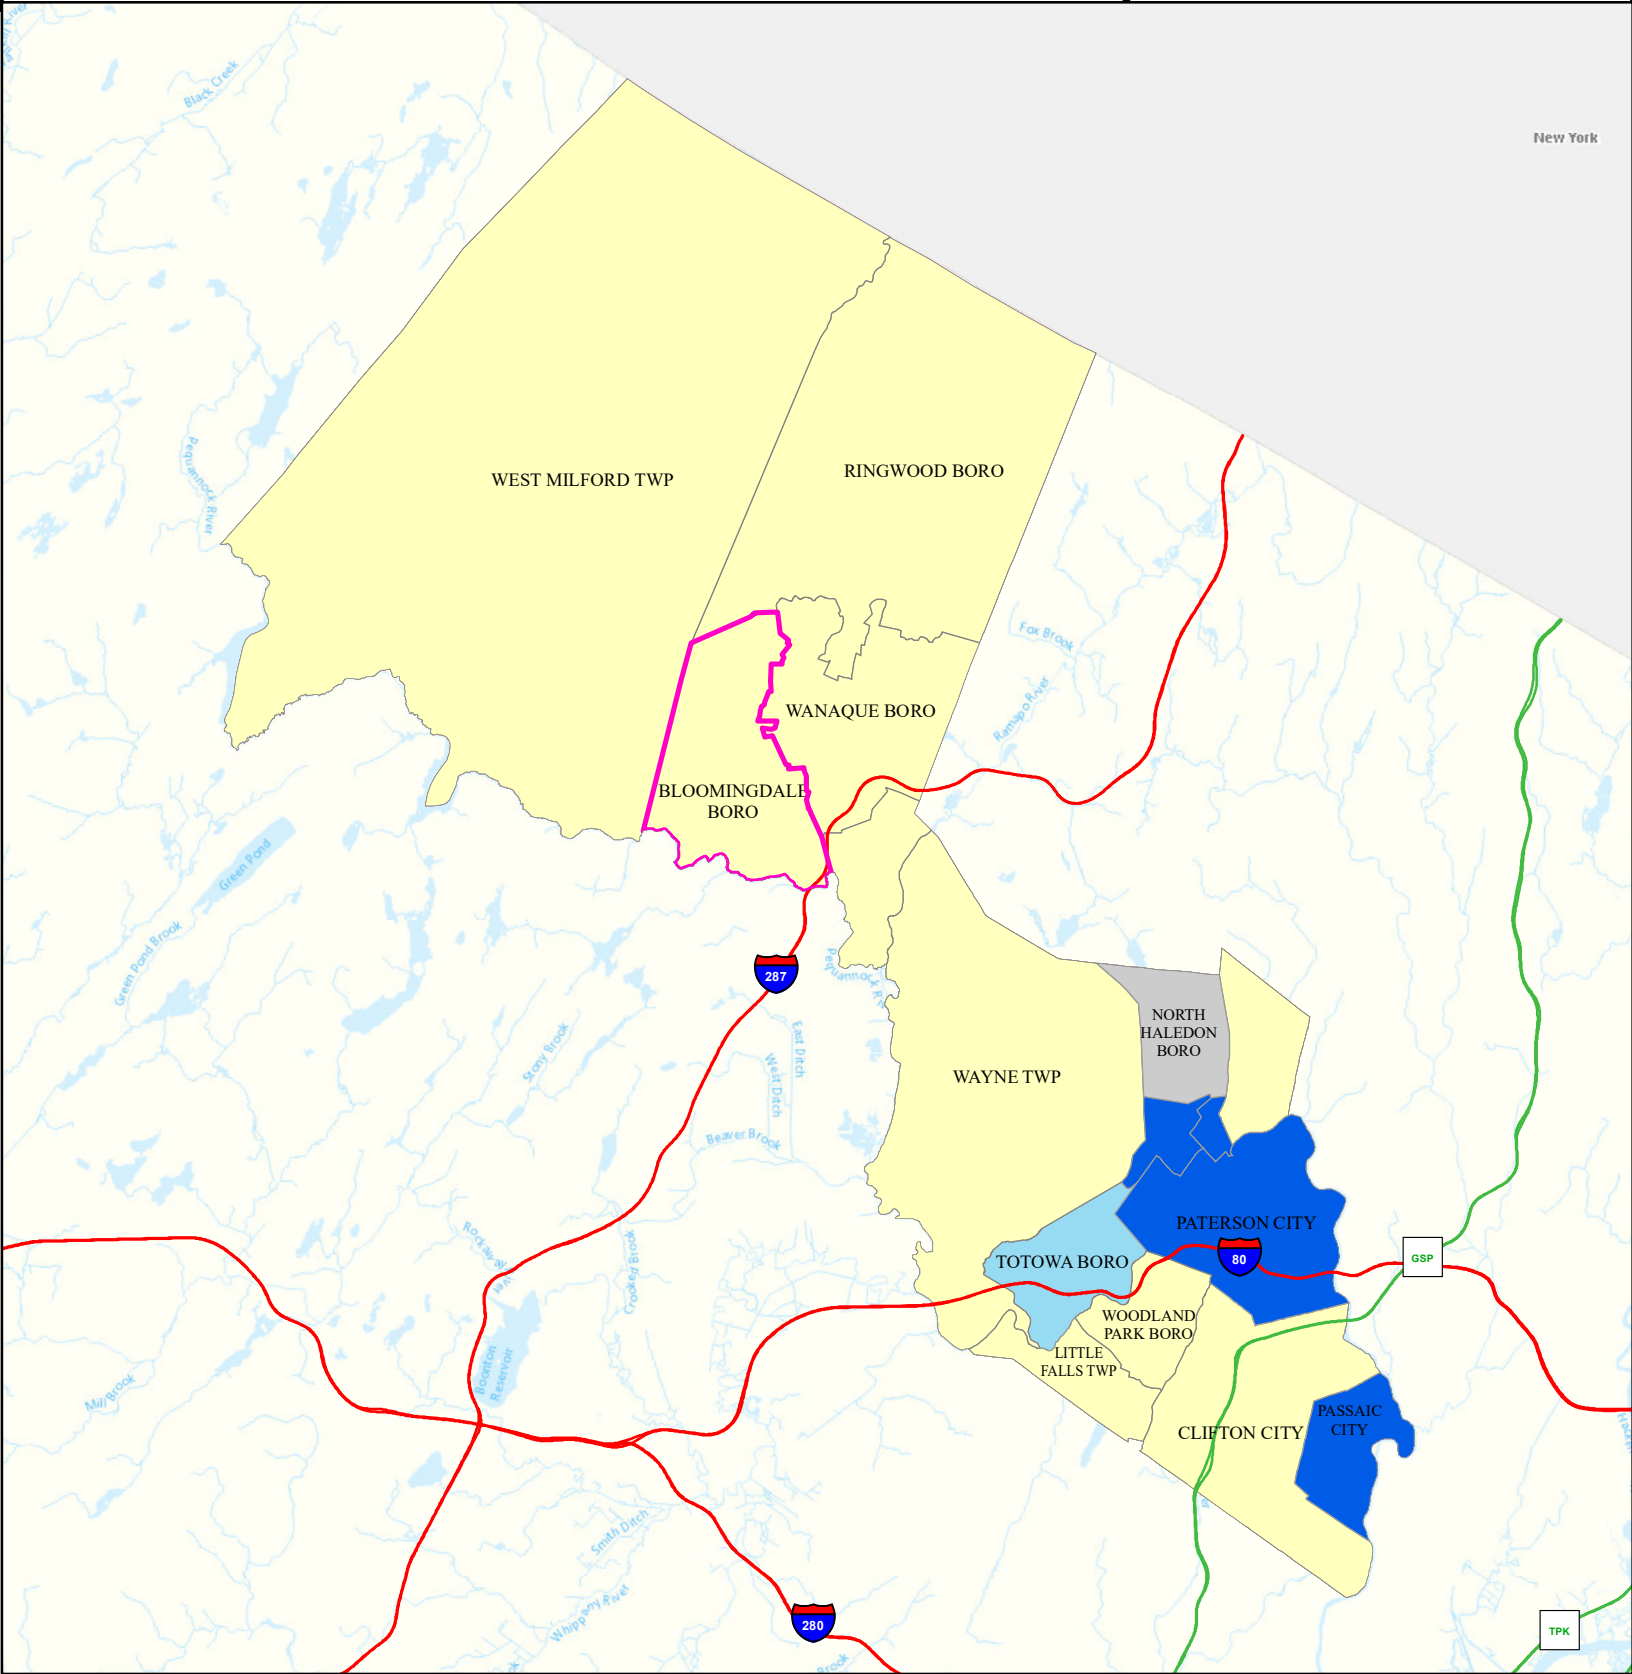 Black Creek
New York
Pequannock River
WEST MILFORD TWP
RINGWOOD BORO
Fox Brook
Ramapo River
WANAQUE BORO
BLOOMINGDALE
BORO
Green Pond
Green Pond Brook
287
Pequannock
Stony Brook
East Ditch
West Ditch
Beaver Brook
NORTH
HALEDON
BORO
WAYNE TWP
PATERSON CITY
TOTOWA BORO
80
GSP
Rockaway
Crooked Brook
WOODLAND
PARK BORO
LITTLE
FALLS TWP
Boonton
Reservoir
Mill Brook
PASSAIC
CITY
CLIFTON CITY
Smith Ditch
Whippany River
280
TPK
Brook